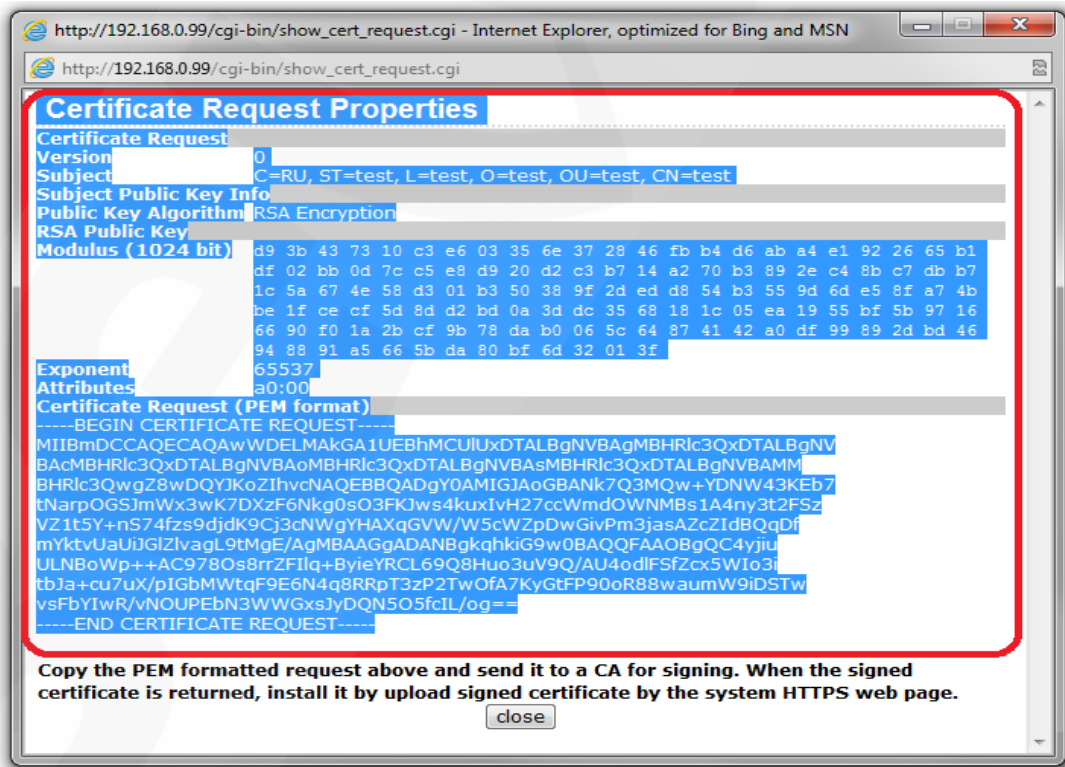 http://192.168.0.99/cgi-bin/show_cert_request.cgi - Internet Explorer, optimized for Bing and MSN
http://192.168.0.99/cgi-bin/show_cert_request.cgi
Certificate Request Properties
Certificate Request
Version 0
Subject C=RU, ST=test, L=test, O=test, OU=test, CN=test
Subject Public Key Info
Public Key Algorithm RSA Encryption
RSA Public Key
Modulus (1024 bit) d9 3b 43 73 10 c3 e6 03 35 6e 37 28 46 fb b4 d6 ab a4 e1 92 26 65 b1
df 02 bb 0d 7c c5 e8 d9 20 d2 c3 b7 14 a2 70 b3 89 2e c4 8b c7 db b7
1c 5a 67 4e 58 d3 01 b3 50 38 9f 2d ed d8 54 b3 55 9d 6d e5 8f a7 4b
be 1f ce cf 5d 8d d2 bd 0a 3d dc 35 68 18 1c 05 ea 19 55 bf 5b 97 16
66 90 f0 1a 2b cf 9b 78 da b0 06 5c 64 87 41 42 a0 df 99 89 2d bd 46
94 88 91 a5 66 5b da 80 bf 6d 32 01 3f
Exponent 65537
Attributes a0:00
Certificate Request (PEM format)
-----BEGIN CERTIFICATE REQUEST-----
MIIBmDCCAQECAQAwWDELMAkGA1UEBhMCUlUxDTALBgNVBAgMBHRlc3QxDTALBgNV
BAcMBHRlc3QxDTALBgNVBAoMBHRlc3QxDTALBgNVBAsMBHRlc3QxDTALBgNVBAMM
BHRlc3QwgZ8wDQYJKoZIhvcNAQEBBQADgY0AMIGJAoGBANk7Q3MQw+YDNW43KEb7
tNarpOGSJmWx3wK7DXzF6Nkg0sO3FKJws4kuxIvH27ccWmdOWNMBs1A4ny3t2FSz
VZ1t5Y+nS74fzs9djdK9Cj3cNWgYHAXqGVW/W5cWZpDwGivPm3jasAZcZIdBQqDf
mYktvUaUiJGlZlvagL9tMgE/AgMBAAGgADANBgkqhkiG9w0BAQQFAAOBgQC4yjiu
ULNBoWp++AC978Os8rrZFIlq+ByieYRCL69Q8Huo3uV9Q/AU4odlFSfZcx5WIo3i
tbJa+cu7uX/pIGbMWtqF9E6N4q8RRpT3zP2TwOfA7KyGtFP90oR88waumW9iDSTw
vsFbYIwR/vNOUPEbN3WWGxsJyDQN5O5fcIL/og==
-----END CERTIFICATE REQUEST-----
Copy the PEM formatted request above and send it to a CA for signing. When the signed
certificate is returned, install it by upload signed certificate by the system HTTPS web page.
close